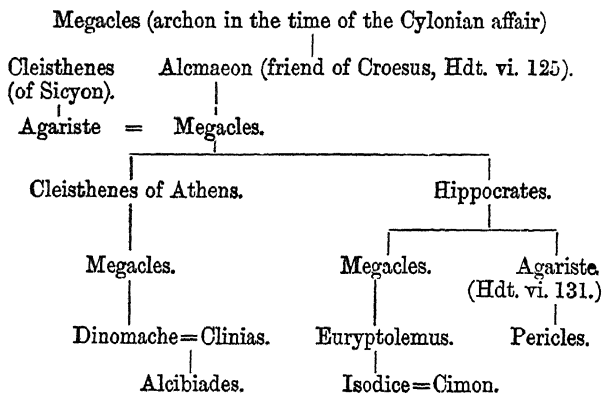 Megacles (archon in the time of the Cylonian affair)
Cleisthenes Alcmaeon (friend of Croesus, Hdt. vi. 125).
(of Sicyon).
Agariste = Megacles.
Cleisthenes of Athens. Hippocrates.
Megacles. Megacles. Agariste
(Hdt. vi. 131.)
Dinomache=Clinias. Euryptolemus. Pericles.
Alcibiades. Isodice=Cimon.